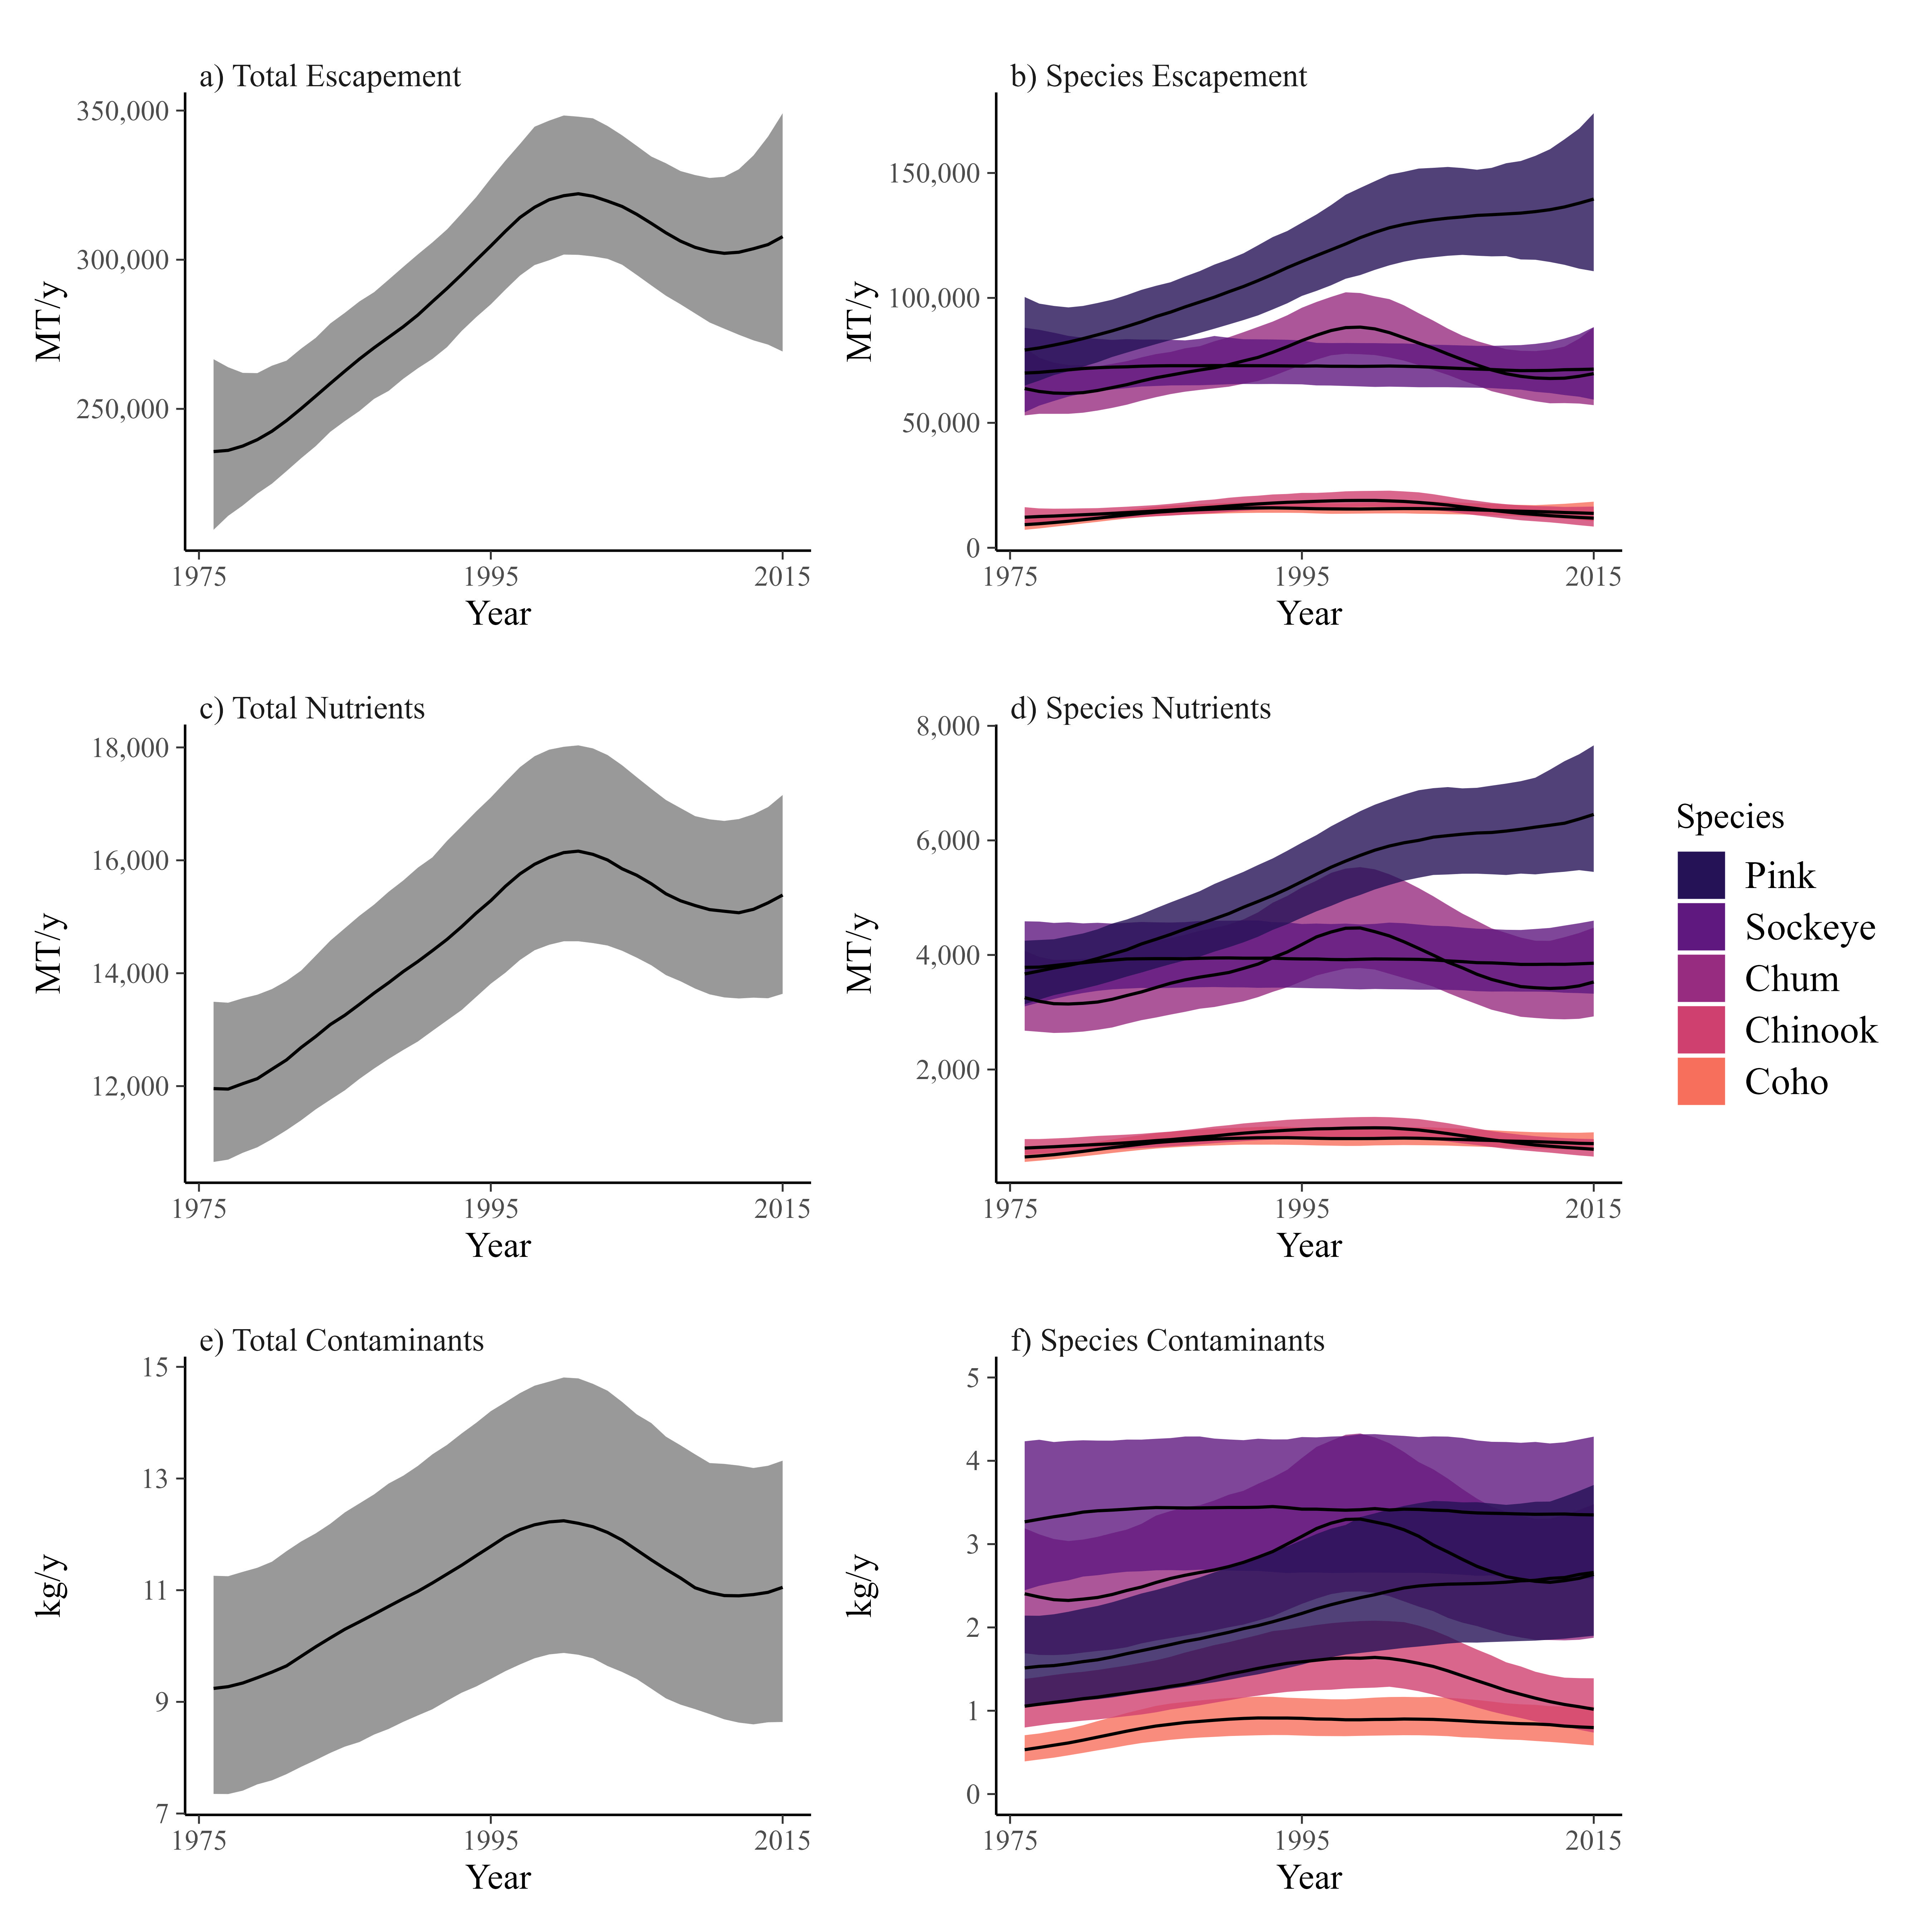 a) Total Escapement
350,000
300,000
250,000
MT/y
1975 1995 2015
Year
b) Species Escapement
150,000
100,000
50,000
0
MT/y
1975 1995 2015
Year
c) Total Nutrients
18,000
16,000
14,000
12,000
MT/y
1975 1995 2015
Year
d) Species Nutrients
8,000
6,000
4,000
2,000
MT/y
1975 1995 2015
Year
Species
Pink
Sockeye
Chum
Chinook
Coho
e) Total Contaminants
15
13
11
9
7
kg/y
1975 1995 2015
Year
f) Species Contaminants
5
4
3
2
1
0
kg/y
1975 1995 2015
Year